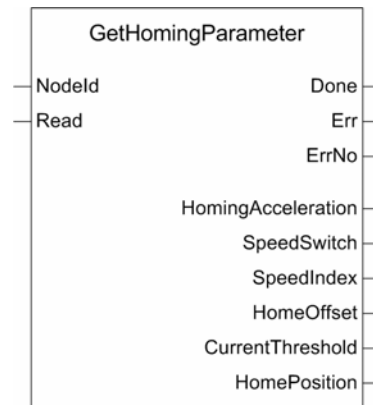 GetHomingParameter
NodeId Done
Read Err
ErrNo
HomingAcceleration
SpeedSwitch
SpeedIndex
HomeOffset
CurrentThreshold
HomePosition